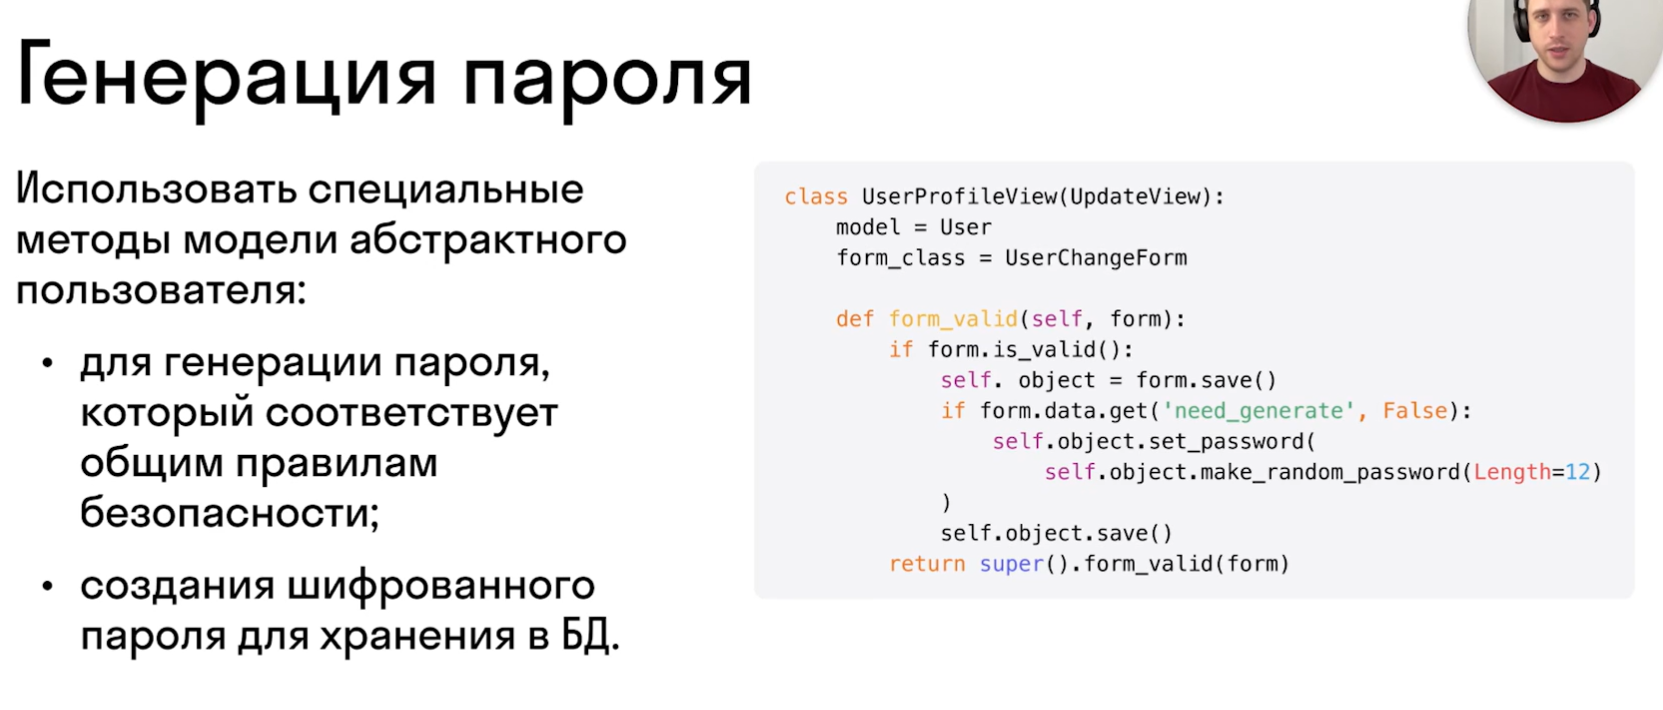 Генерация пароля
Использовать специальные
методы модели абстрактного
пользователя:
• для генерации пароля,
который соответствует
общим правилам
безопасности;
• создания шифрованного
пароля для хранения в БД.
class UserProfileView(UpdateView):
    model = User
    form_class = UserChangeForm

    def form_valid(self, form):
        if form.is_valid():
            self. object = form.save()
            if form.data.get('need_generate', False):
                self.object.set_password(
                    self.object.make_random_password(Length=12)
            )
            self.object.save()
        return super().form_valid(form)